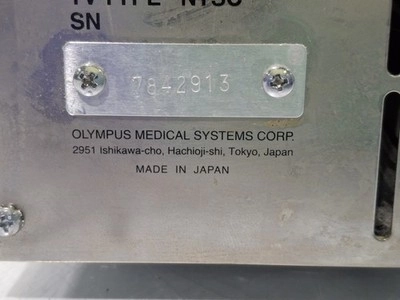 TV TYPE NTSC
SN
7842913
OLYMPUS MEDICAL SYSTEMS CORP.
2951 Ishikawa-cho, Hachioji-shi, Tokyo, Japan
MADE IN JAPAN